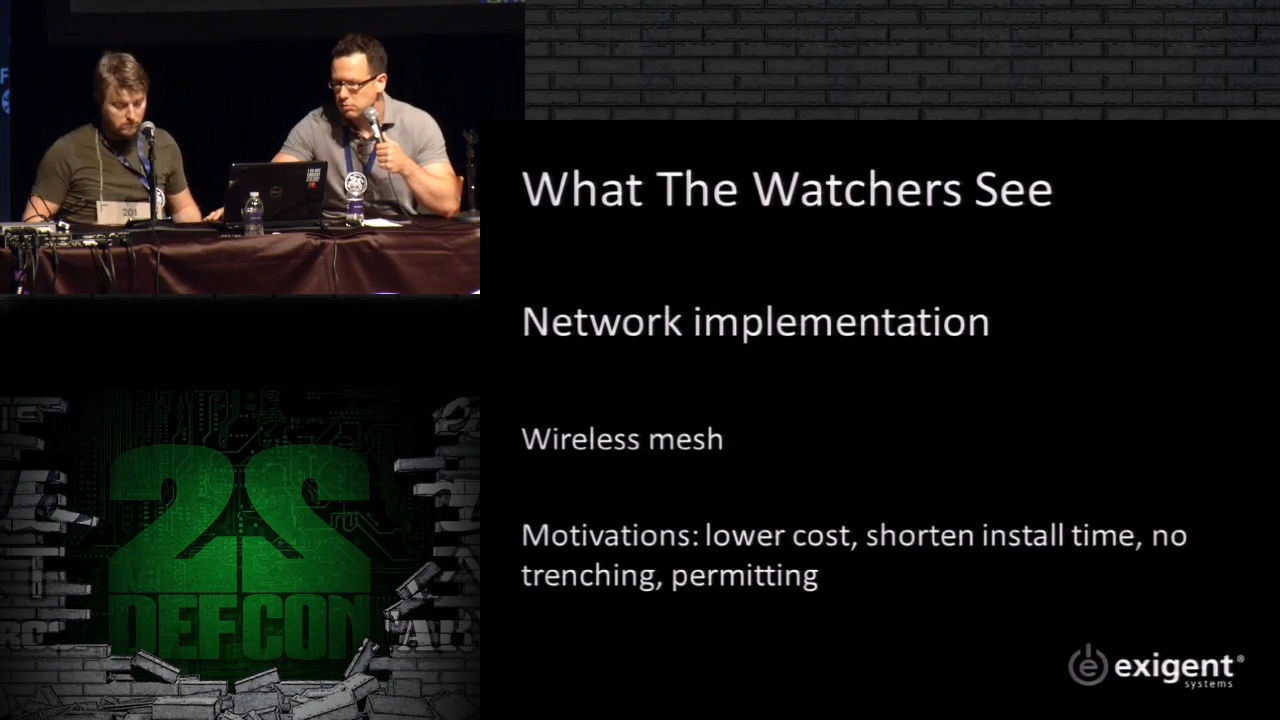 What The Watchers See
Network implementation
Wireless mesh
Motivations: lower cost, shorten install time, no
trenching, permitting
exigent®
systems
22
DEFCON